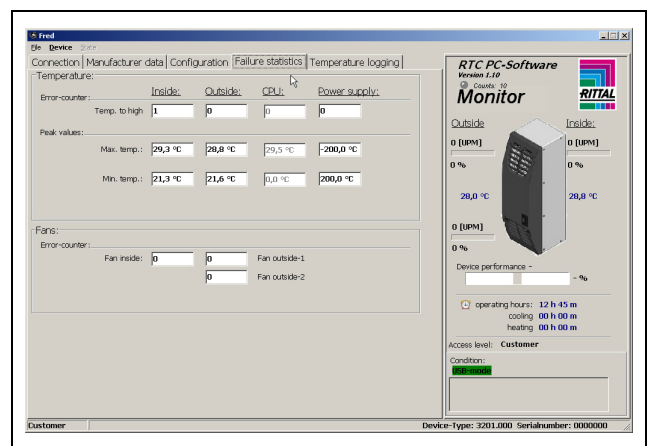 Fred
File Device State
Connection Manufacturer data Configuration Failure statistics Temperature logging
Temperature:
Inside: Outside: CPU: Power supply:
Error-counter:
Temp. to high 1 0 0 0
Peak values:
Max. temp.: 29,3 °C 28,8 °C 29,5 °C -200,0 °C
Min. temp.: 21,3 °C 21,6 °C 0,0 °C 200,0 °C
Fans:
Error-counter:
Fan inside: 0 0 Fan outside-1
0 Fan outside-2
RTC PC-Software
Version 1.10
Counts: 10
Monitor
RITTAL
Outside Inside:
0 [UPM] 0 [UPM]
0 % 0 %
28,0 °C 28,8 °C
0 [UPM]
0 %
Device performance -
- %
operating hours: 12 h 45 m
cooling 00 h 00 m
heating 00 h 00 m
Access level: Customer
Condition:
USB-mode
Customer Device-Type: 3201.000 Serialnumber: 0000000